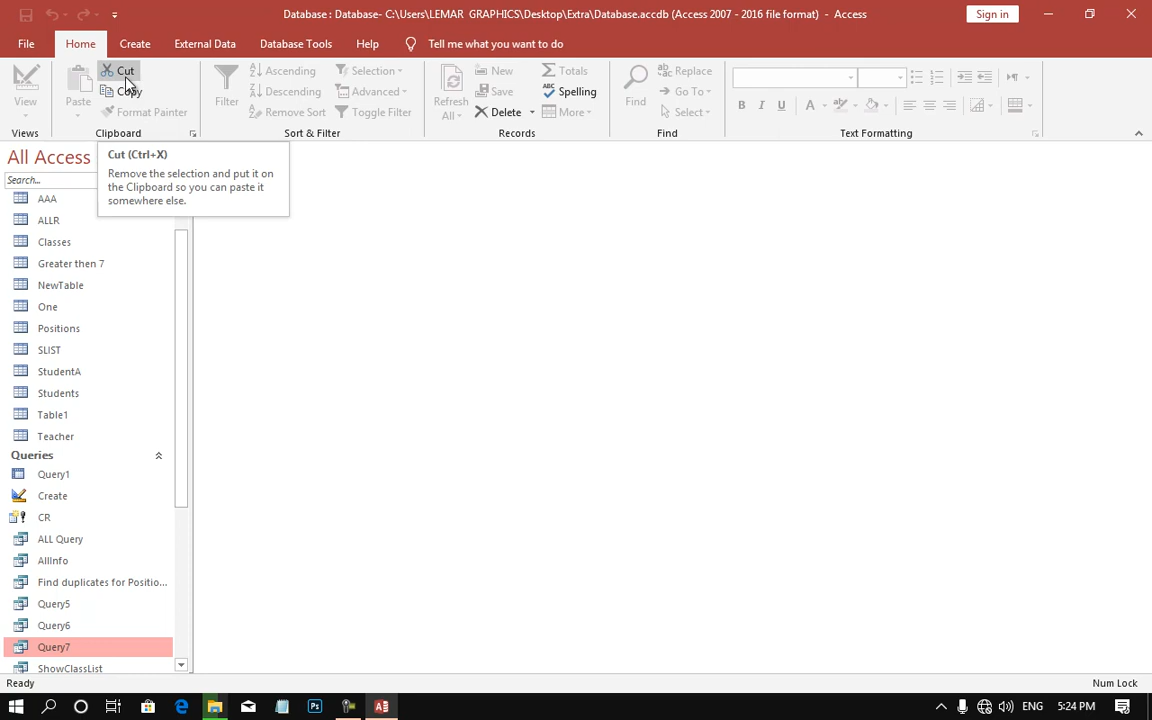 Database : Database- C:\Users\LEMAR GRAPHICS\Desktop\Extra\Database.accdb (Access 2007 - 2016 file format) - Access
Sign in
File Home Create External Data Database Tools Help Tell me what you want to do
View
Views
Paste
Cut
Copy
Format Painter
Clipboard
Filter
Ascending
Descending
Remove Sort
Selection
Advanced
Toggle Filter
Sort & Filter
Refresh All
New
Save
Delete
Totals
Spelling
More
Records
Find
Replace
Go To
Select
Find
B I U A
Text Formatting
All Access
Search...
Cut (Ctrl+X)
Remove the selection and put it on
the Clipboard so you can paste it
somewhere else.
AAA
ALLR
Classes
Greater then 7
NewTable
One
Positions
SLIST
StudentA
Students
Table1
Teacher
Queries
Query1
Create
CR
ALL Query
AllInfo
Find duplicates for Positio...
Query5
Query6
Query7
ShowClassList
Ready
Num Lock
ENG 5:24 PM